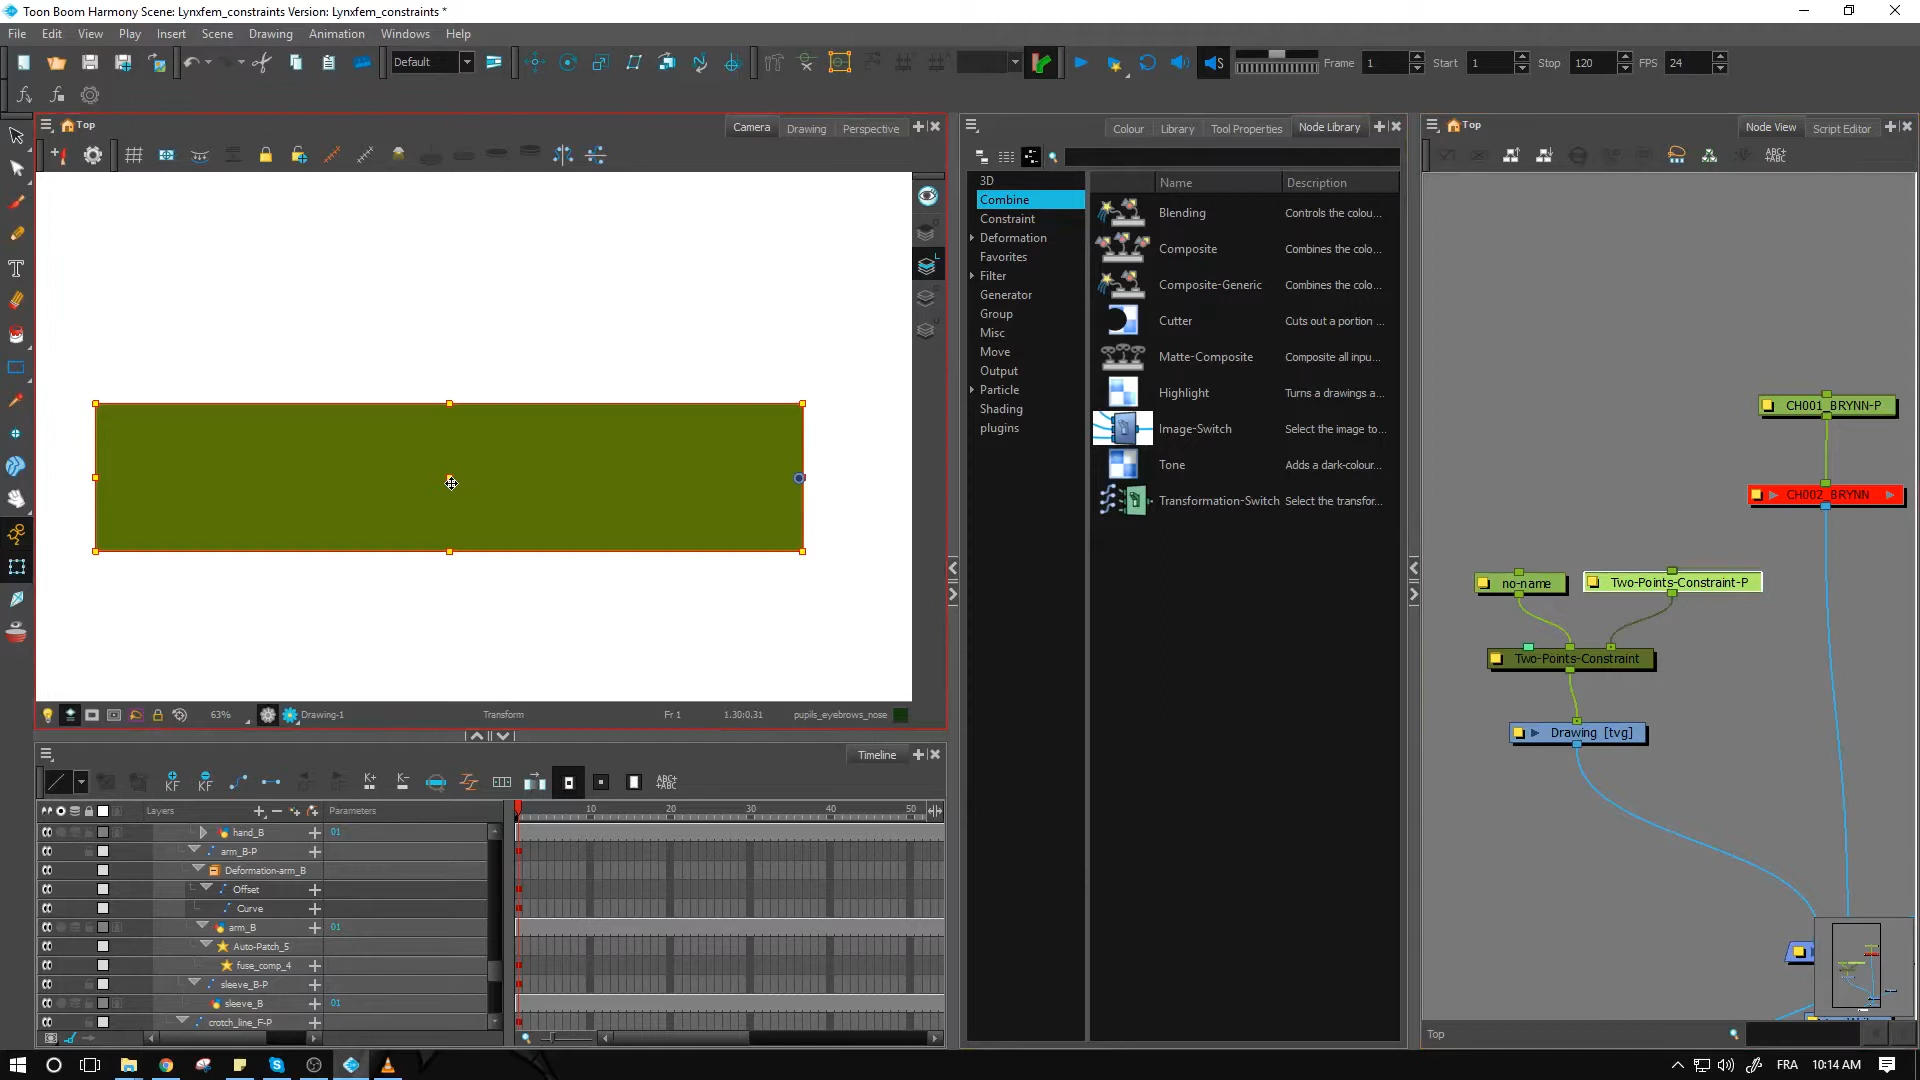 Toon Boom Harmony Scene: Lynxfem_constraints Version: Lynxfem_constraints *
File Edit View Play Insert Scene Drawing Animation Windows Help
Default
Frame 1 Start 1 Stop 120 FPS 24
Top
Camera Drawing Perspective
Colour Library Tool Properties Node Library
Top
Node View Script Editor
ABC+
+ABC
3D
Combine
Constraint
Deformation
Favorites
Filter
Generator
Group
Misc
Move
Output
Particle
Shading
plugins
Name Description
Blending Controls the colou...
Composite Combines the colo...
Composite-Generic Combines the colo...
Cutter Cuts out a portion ...
Matte-Composite Composite all inpu...
Highlight Turns a drawings a...
Image-Switch Select the image to...
Tone Adds a dark-colour...
Transformation-Switch Select the transfor...
CH001_BRYNN-P
CH002_BRYNN
no-name
Two-Points-Constraint-P
Two-Points-Constraint
Drawing [tvg]
Top
63% Drawing-1 Transform Fr 1 1.30:0.31 pupils_eyebrows_nose
Timeline
KF KF K+ K- ABC+
+ABC
Layers Parameters 10 20 30 40 50
hand_B 01
arm_B-P
Deformation-arm_B
Offset
Curve
arm_B 01
Auto-Patch_5
fuse_comp_4
sleeve_B-P
sleeve_B 01
crotch_line_F-P
FRA 10:14 AM